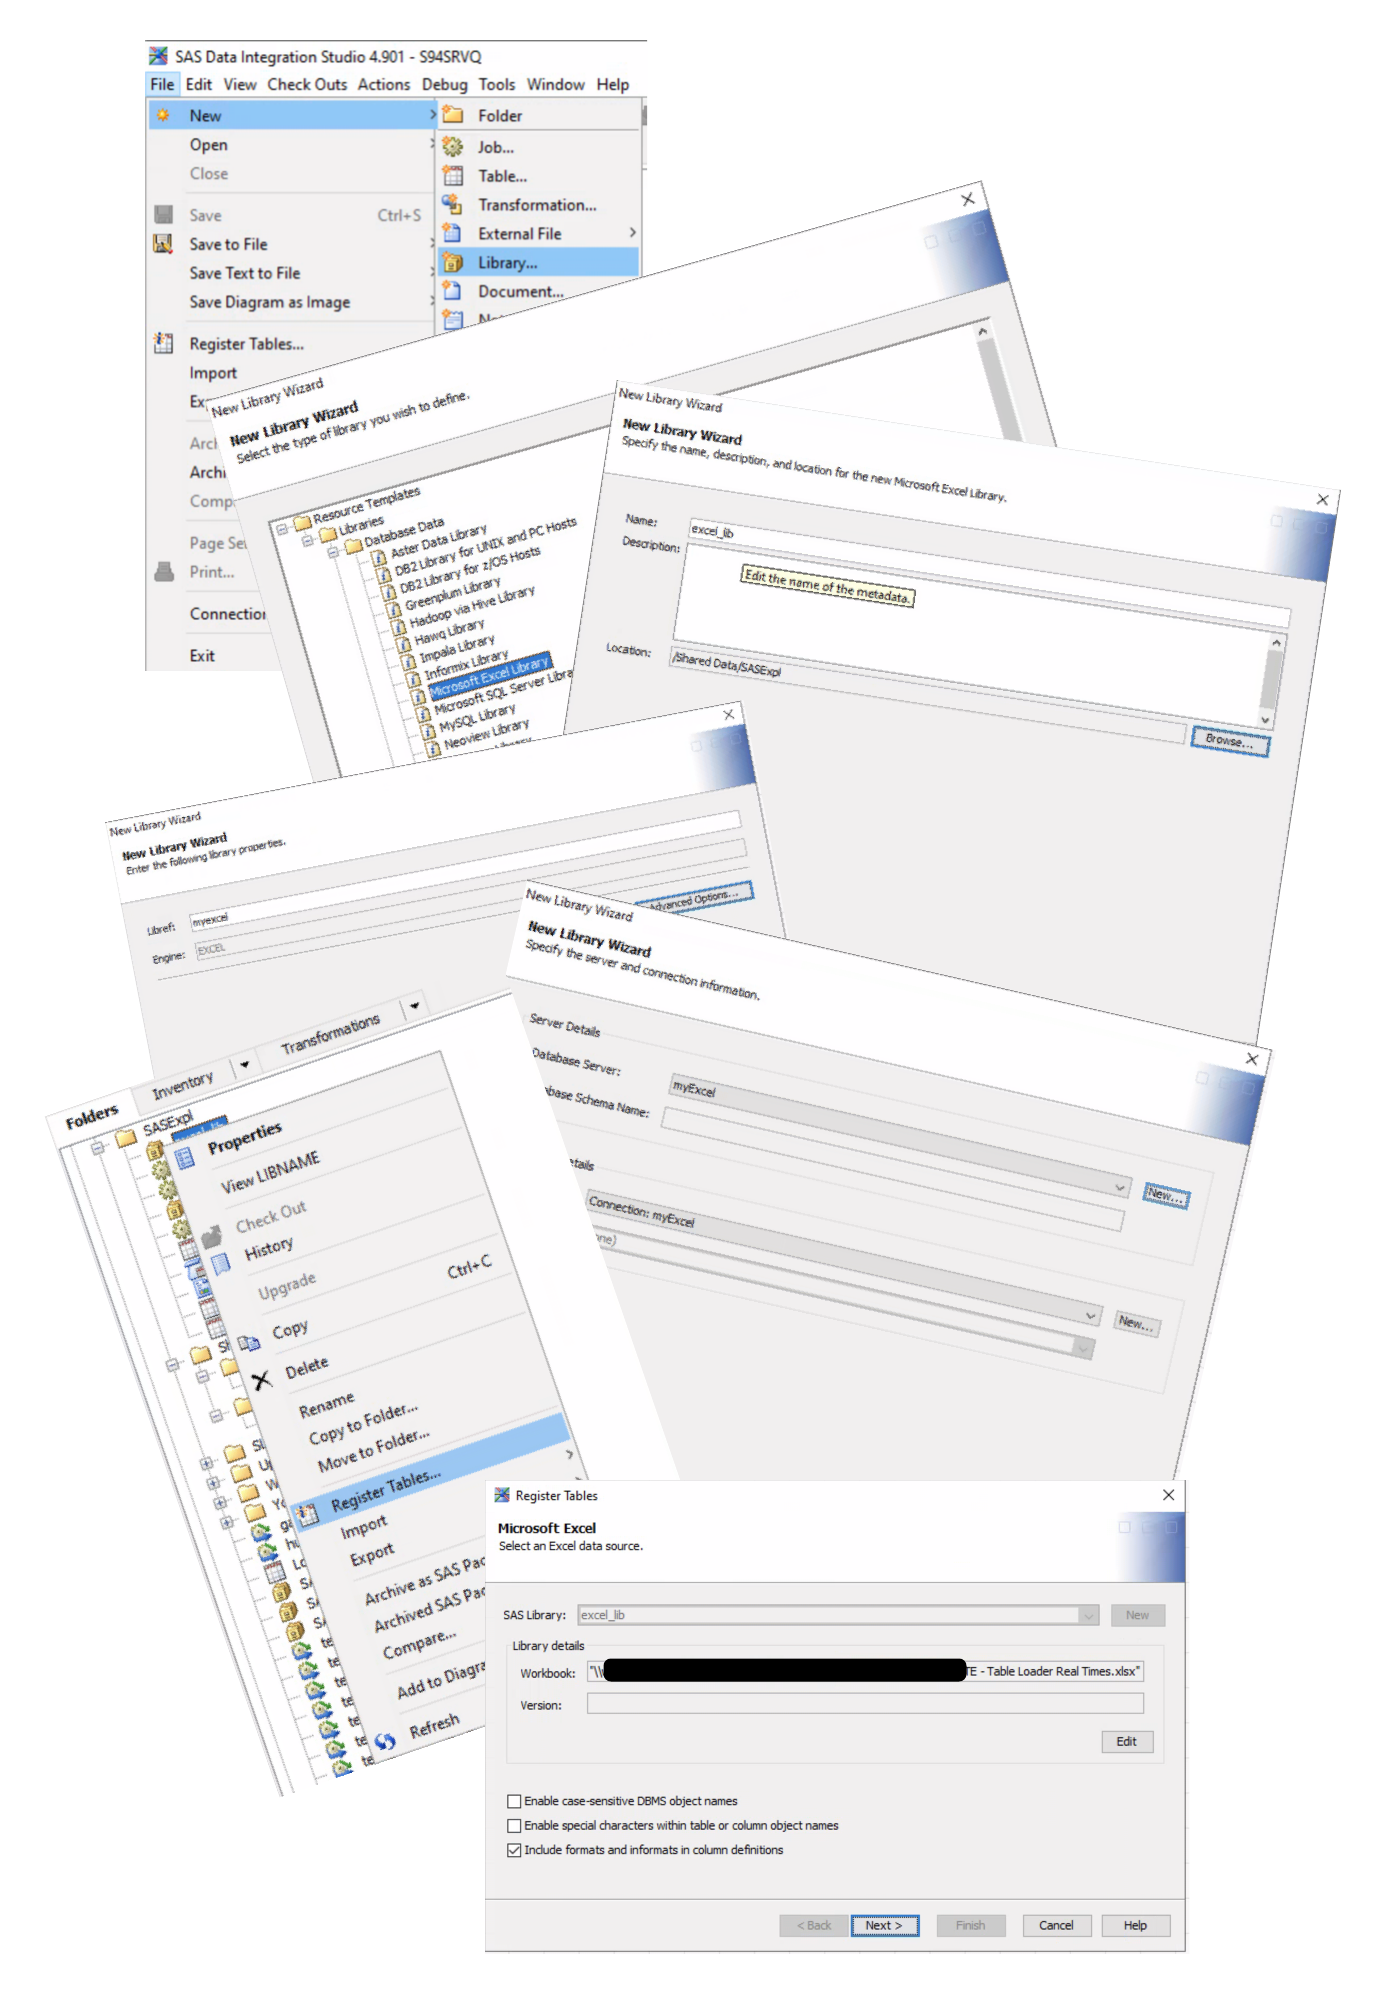 SAS Data Integration Studio 4.901 - S94SRVQ
File Edit View Check Outs Actions Debug Tools Window Help
New
Open
Close
Save Ctrl+S
Save to File
Save Text to File
Save Diagram as Image
Register Tables...
Import
Page Se
Print...
Exit
Folder
Job...
Table...
Transformation...
External File
Library...
Document...
New Library Wizard
New Library Wizard
Select the type of library you wish to define.
Resource Templates
Libraries
Database Data
Aster Data Library
DB2 Library for UNIX and PC Hosts
DB2 Library for z/OS Hosts
Greenplum Library
Hadoop via Hive Library
Hawq Library
Impala Library
Informix Library
Microsoft Excel Library
Microsoft SQL Server Libra
MySQL Library
Neoview Library
New Library Wizard
New Library Wizard
Specify the name, description, and location for the new Microsoft Excel Library.
Name: excel_lib
Description:
Edit the name of the metadata.
Location: /Shared Data/SASExpl
Browse...
New Library Wizard
New Library Wizard
Enter the following library properties.
Libref: myexcel
Engine: EXCEL
Advanced Options...
New Library Wizard
New Library Wizard
Specify the server and connection information.
Server Details
Database Server: myExcel
abase Schema Name:
New...
etails
Connection: myExcel
one)
New...
Folders Inventory Transformations
SASExpl
Properties
View LIBNAME
Check Out
History
Upgrade
Copy Ctrl+C
Delete
Rename
Copy to Folder...
Move to Folder...
Register Tables...
Import
Export
Archive as SAS Pac
Archived SAS Pac
Compare...
Add to Diagra
Refresh
Register Tables
Microsoft Excel
Select an Excel data source.
SAS Library: excel_lib New
Library details
Workbook: "\\ TE - Table Loader Real Times.xlsx"
Version:
Edit
Enable case-sensitive DBMS object names
Enable special characters within table or column object names
Include formats and informats in column definitions
< Back Next > Finish Cancel Help